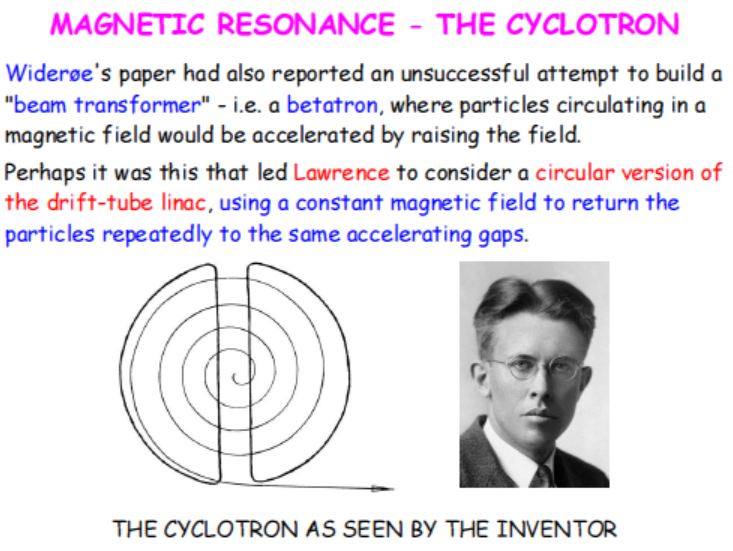 MAGNETIC RESONANCE - THE CYCLOTRON
Widerøe's paper had also reported an unsuccessful attempt to build a
"beam transformer" - i.e. a betatron, where particles circulating in a
magnetic field would be accelerated by raising the field.
Perhaps it was this that led Lawrence to consider a circular version of
the drift-tube linac, using a constant magnetic field to return the
particles repeatedly to the same accelerating gaps.
THE CYCLOTRON AS SEEN BY THE INVENTOR